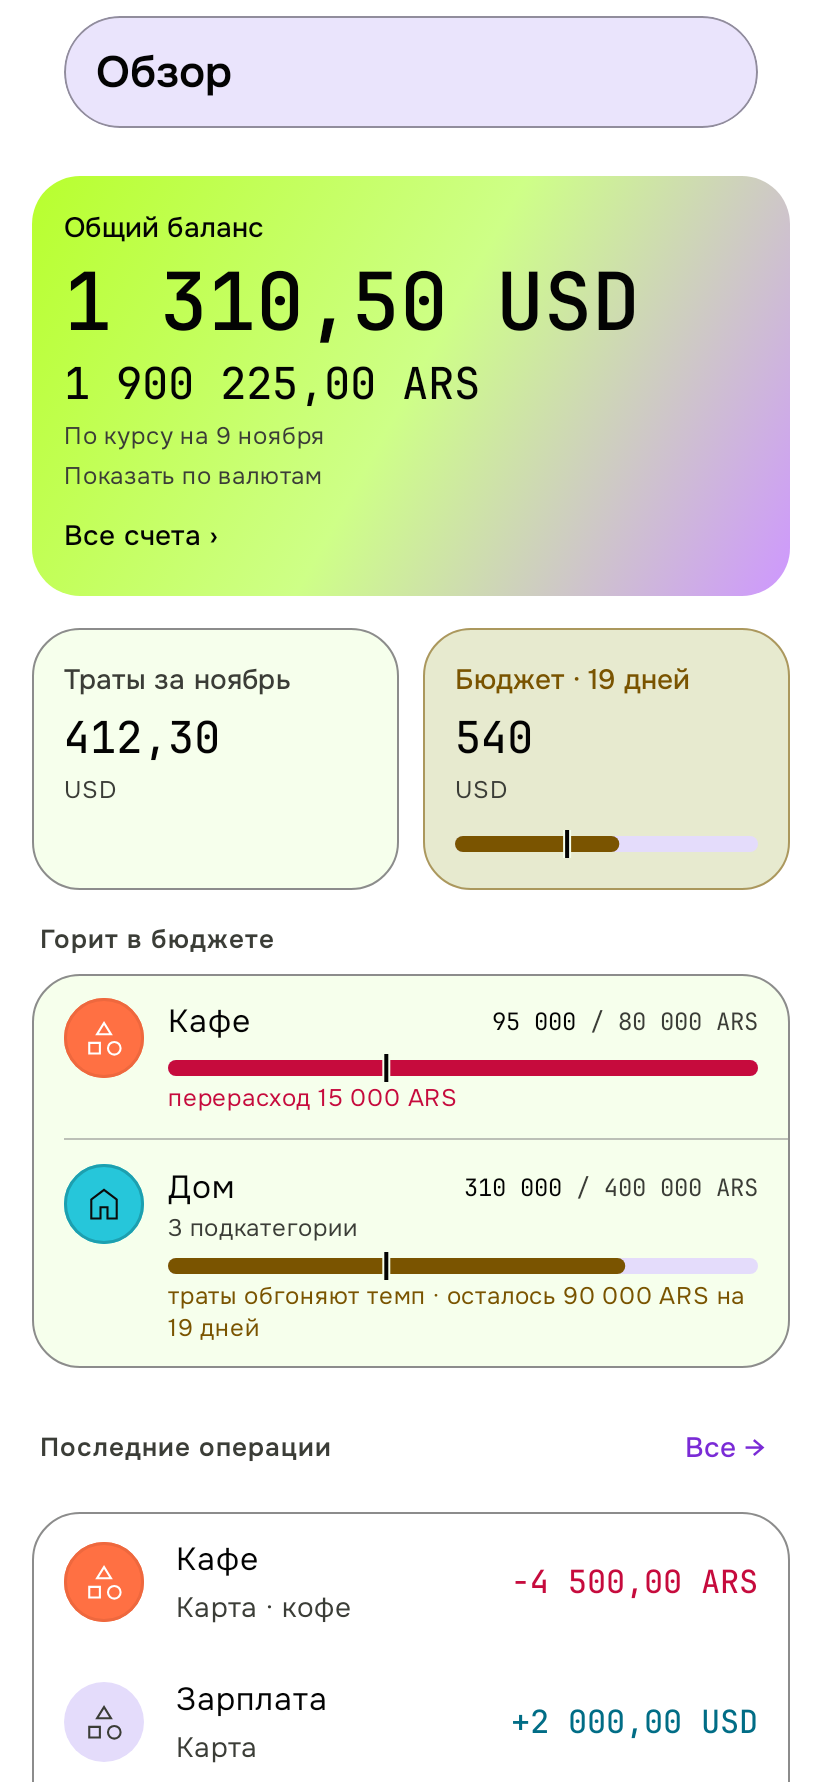 Обзор
Общий баланс
1 310,50 USD
1 900 225,00 ARS
По курсу на 9 ноября
Показать по валютам
Все счета ›
Траты за ноябрь
412,30
USD
Бюджет · 19 дней
540
USD
Горит в бюджете
Кафе
95 000 / 80 000 ARS
перерасход 15 000 ARS
Дом
310 000 / 400 000 ARS
3 подкатегории
траты обгоняют темп · осталось 90 000 ARS на
19 дней
Последние операции
Все →
Кафе
-4 500,00 ARS
Карта · кофе
Зарплата
+2 000,00 USD
Карта